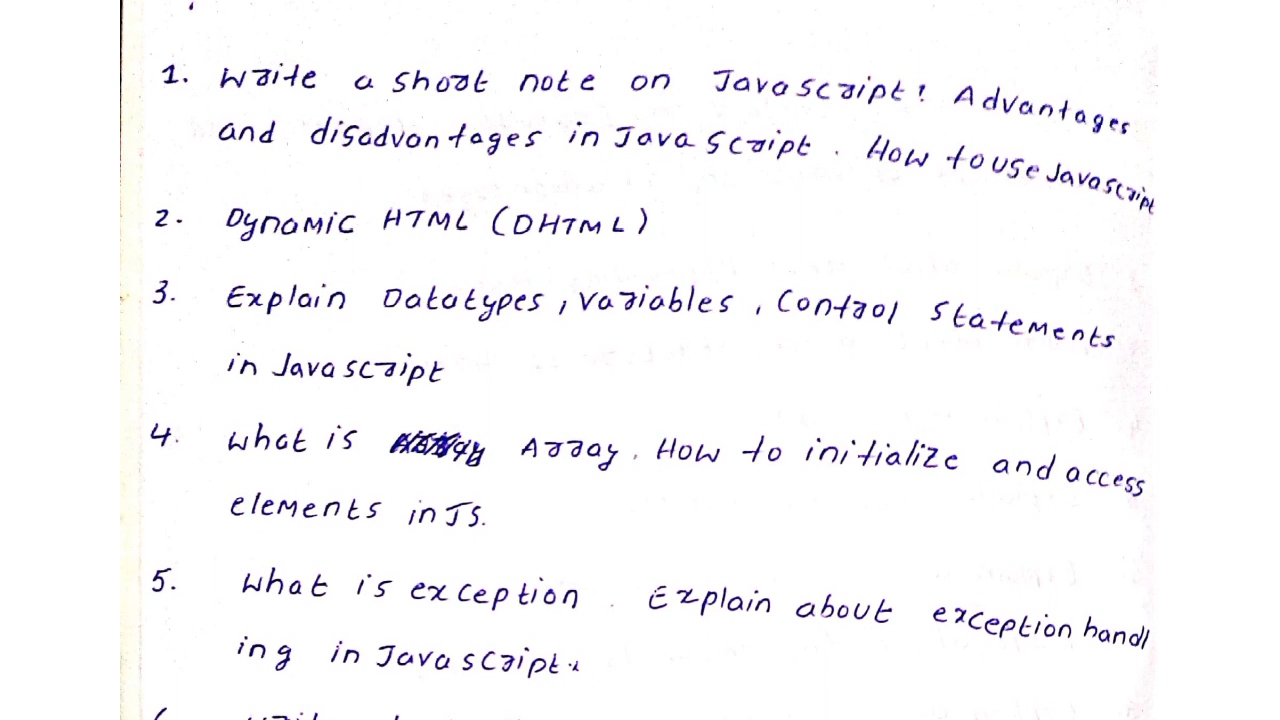 1. Write a short note on Javascript! Advantages
and disadvantages in Java Script. How to use Javascript
2. Dynamic HTML (DHTML)
3. Explain Datatypes, variables, Control Statements
in Javascript
4. what is Array. How to initialize and access
elements in JS.
5. what is exception. Explain about exception handl
ing in Javascript.